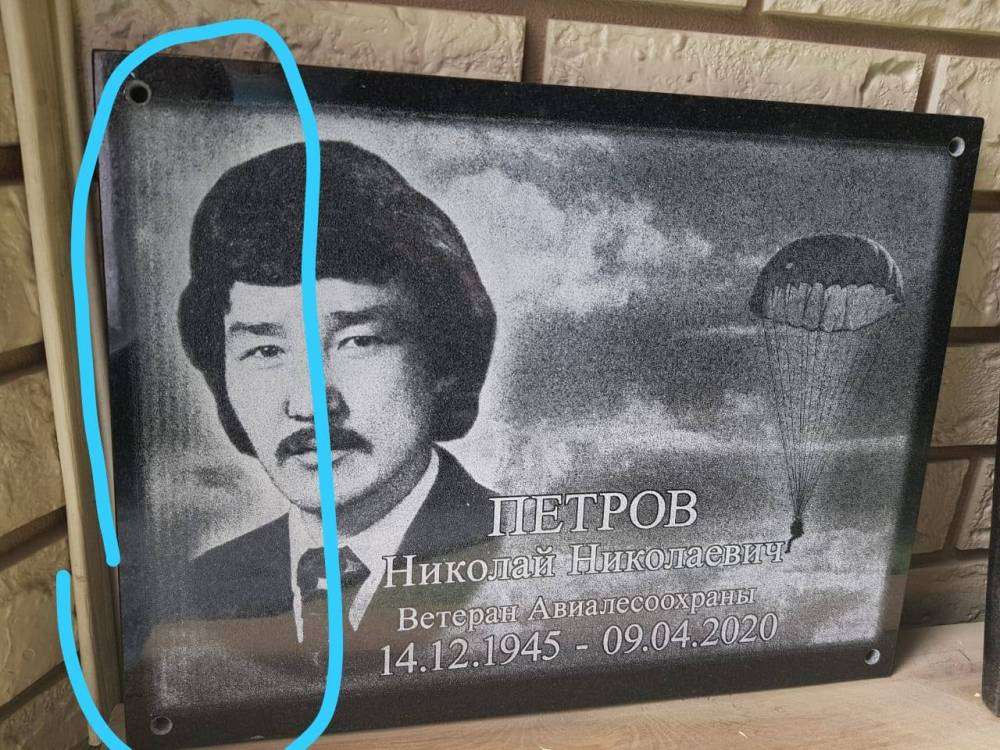 ПЕТРОВ
Николай Николаевич
Ветеран Авиалесоохраны
14.12.1945 - 09.04.2020